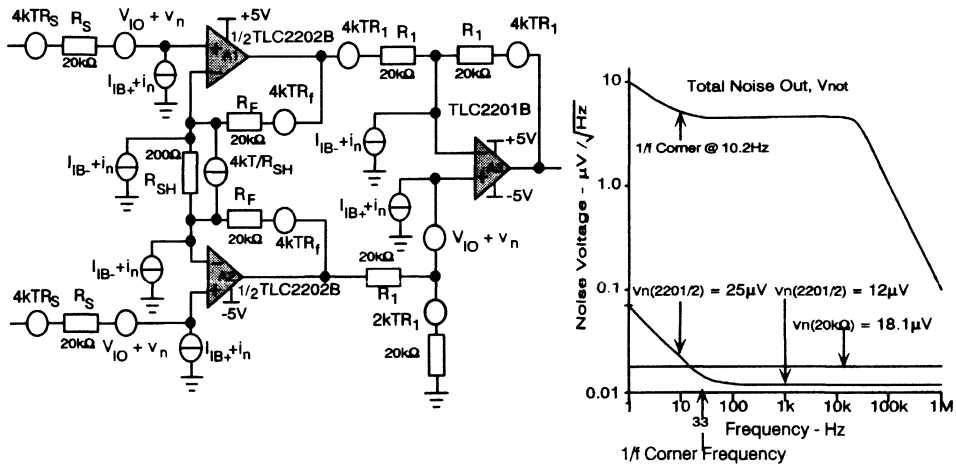 4kTRS
RS
20kΩ
VIO + vn
+5V
1/2TLC2202B
A1
IIB++in
4kTR1
R1
20kΩ
R1
20kΩ
4kTR1
RF
20kΩ
4kTRf
TLC2201B
IIB-+in
+5V
-5V
IIB-+in
200Ω
RSH
4kT/RSH
IIB++in
VIO + vn
RF
20kΩ
4kTRf
IIB-+in
A2
1/2TLC2202B
-5V
R1
20kΩ
4kTRS
RS
20kΩ
VIO + vn
IIB++in
2kTR1
20kΩ
Noise Voltage - µV/√Hz
10
1.0
0.1
0.01
Total Noise Out, Vnot
1/f Corner @ 10.2Hz
vn(2201/2) = 25µV
vn(2201/2) = 12µV
vn(20kΩ) = 18.1µV
1
10
33
100
1k
10k
100k
1M
Frequency - Hz
1/f Corner Frequency